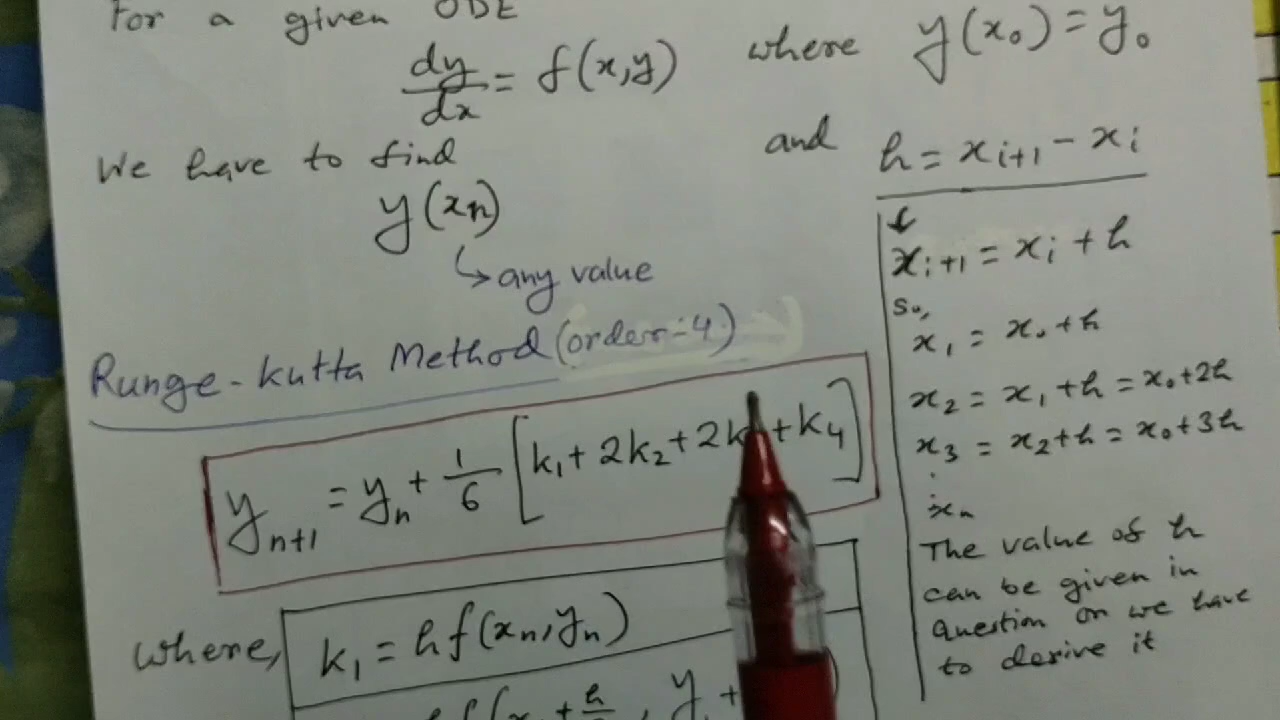 For a given ODE
dy/dx = f(x,y) where y(x₀) = y₀
We have to find and h = xᵢ₊₁ - xᵢ
y(xₙ)
↳ any value
Runge-Kutta Method (order-4)
yₙ₊₁ = yₙ + 1/6 [k₁ + 2k₂ + 2k + k₄]
where, k₁ = hf(xₙ, yₙ)
f( + h/ , y +
↓
xᵢ₊₁ = xᵢ + h
So,
x₁ = x₀ + h
x₂ = x₁ + h = x₀ + 2h
x₃ = x₂ + h = x₀ + 3h
:
xₙ
The value of h
can be given in
question or we have
to derive it